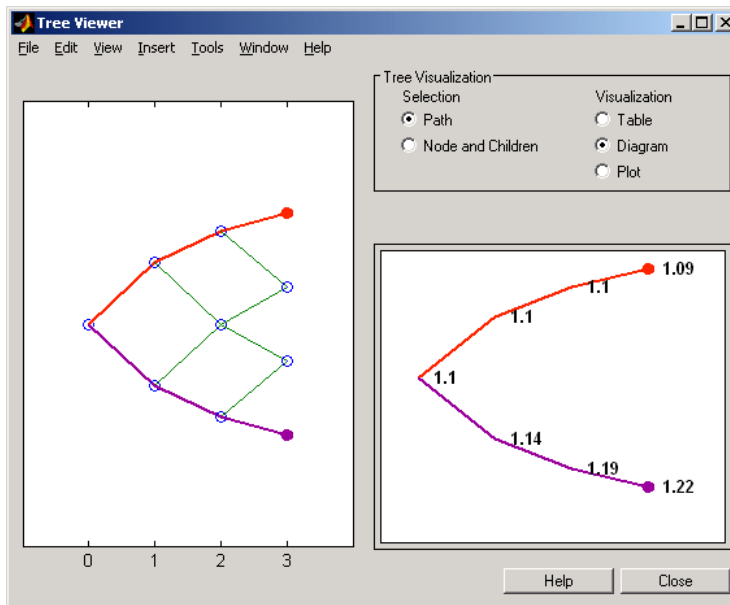 Tree Viewer
File Edit View Insert Tools Window Help
Tree Visualization
Selection Visualization
Path Table
Node and Children Diagram
Plot
1.09
1.1
1.1
1.1
1.14
1.19
1.22
0 1 2 3
Help Close